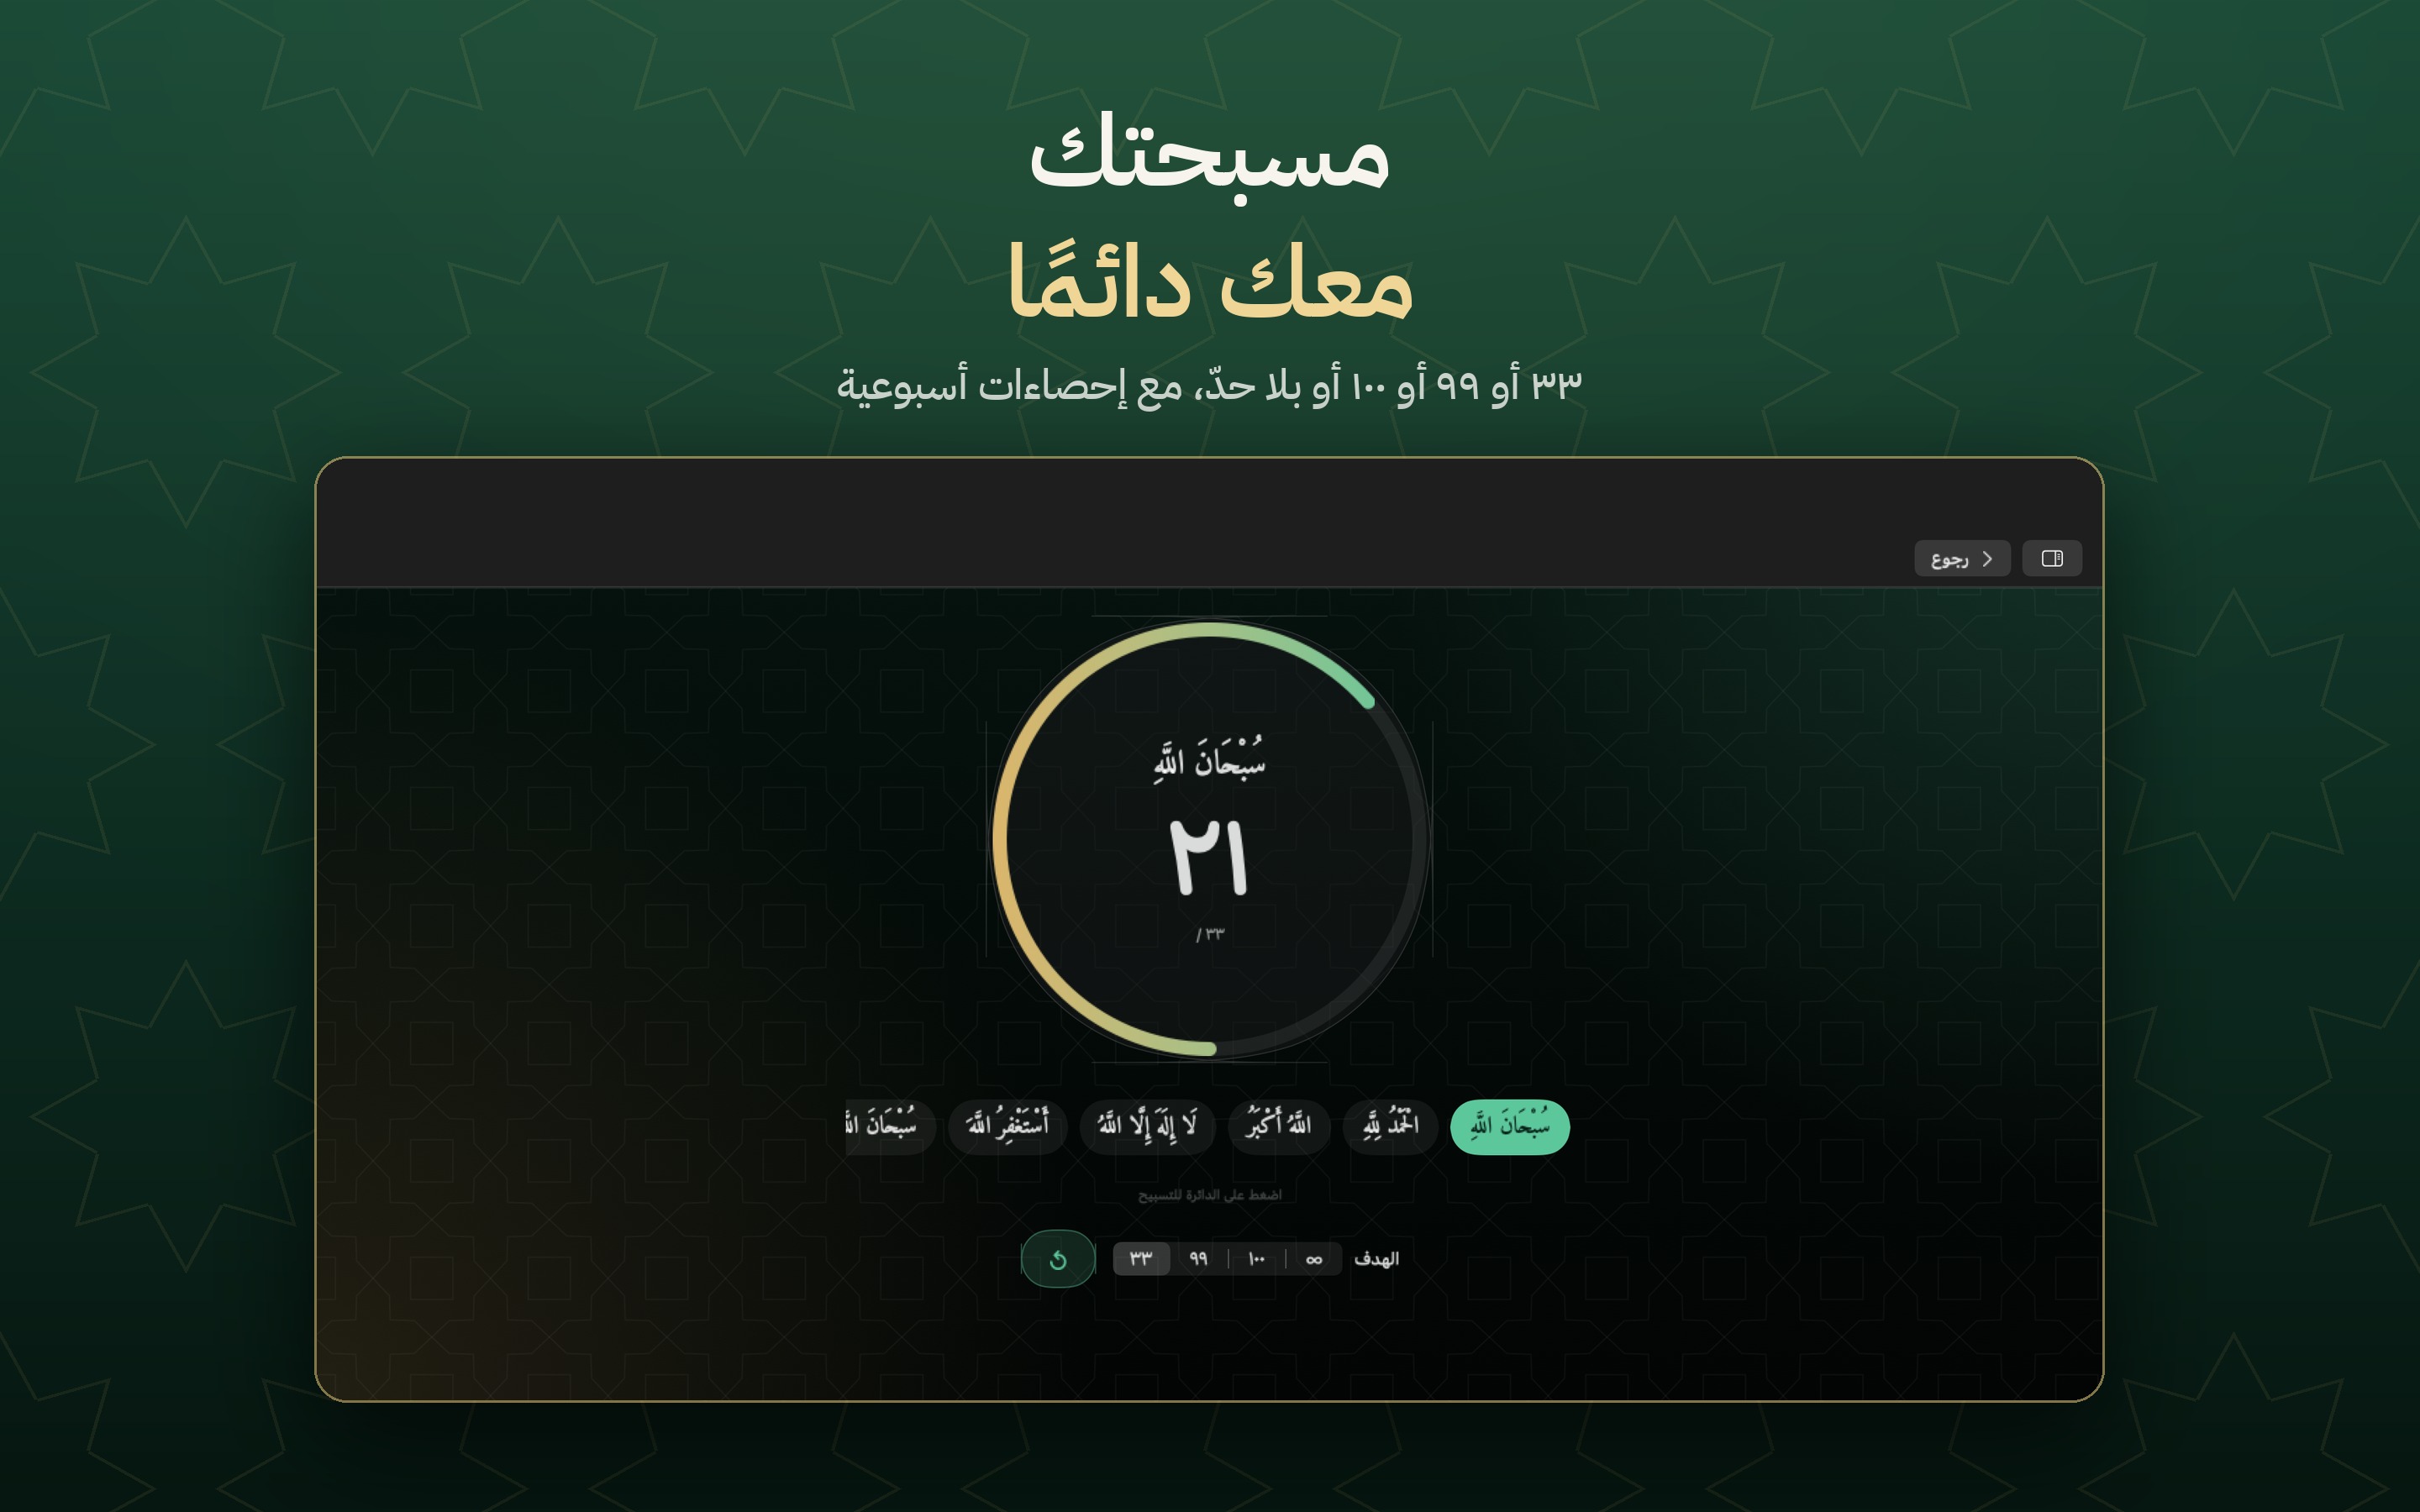 مسبحتك
معك دائمًا
٣٣ أو ٩٩ أو ١٠٠ أو بلا حدّ، مع إحصاءات أسبوعية
رجوع
سُبْحَانَ اللَّهِ
٢١
/ ٣٣
سُبْحَانَ اللَّهِ
الْحَمْدُ لِلَّهِ
اللَّهُ أَكْبَرُ
لَا إِلَٰهَ إِلَّا اللَّهُ
أَسْتَغْفِرُ اللَّهَ
سُبْحَانَ
اضغط على الدائرة للتسبيح
الهدف
∞ ١٠٠ ٩٩ ٣٣